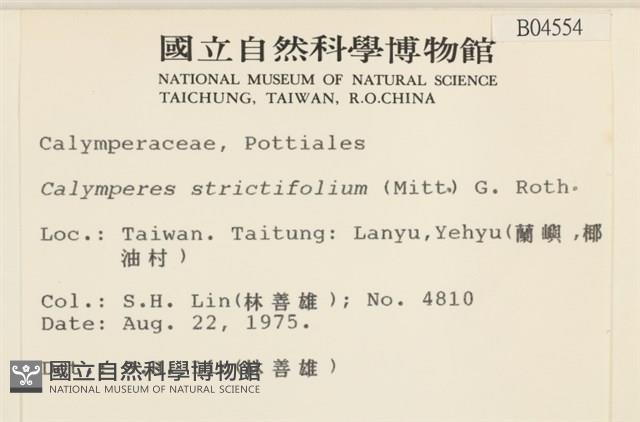 B04554
國立自然科學博物館
NATIONAL MUSEUM OF NATURAL SCIENCE
TAICHUNG, TAIWAN, R.O.CHINA
Calymperaceae, Pottiales
Calymperes strictifolium (Mitt.) G. Roth.
Loc.: Taiwan. Taitung: Lanyu,Yehyu(蘭嶼,椰
油村)
Col.: S.H. Lin(林善雄); No. 4810
Date: Aug. 22, 1975.
(林善雄)
國立自然科學博物館
NATIONAL MUSEUM OF NATURAL SCIENCE